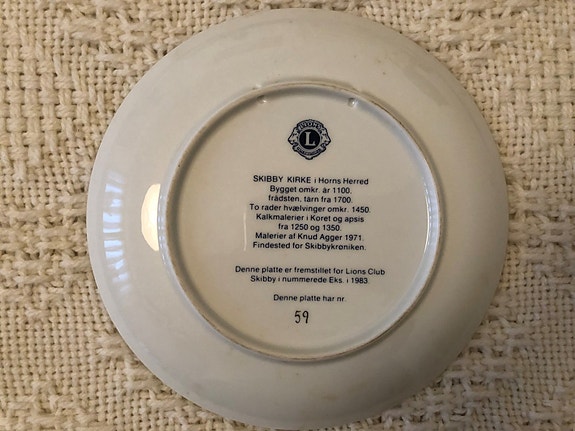 L
SKIBBY KIRKE i Horns Herred
Bygget omkr. år 1100.
frådsten, tårn fra 1700.
To rader hvælvinger omkr. 1450.
Kalkmalerier i Koret og apsis
fra 1250 og 1350.
Malerier af Knud Agger 1971.
Findested for Skibbykroniken.
Denne platte er fremstillet for Lions Club
Skibby i nummerede Eks. i 1983.
Denne platte har nr.
59